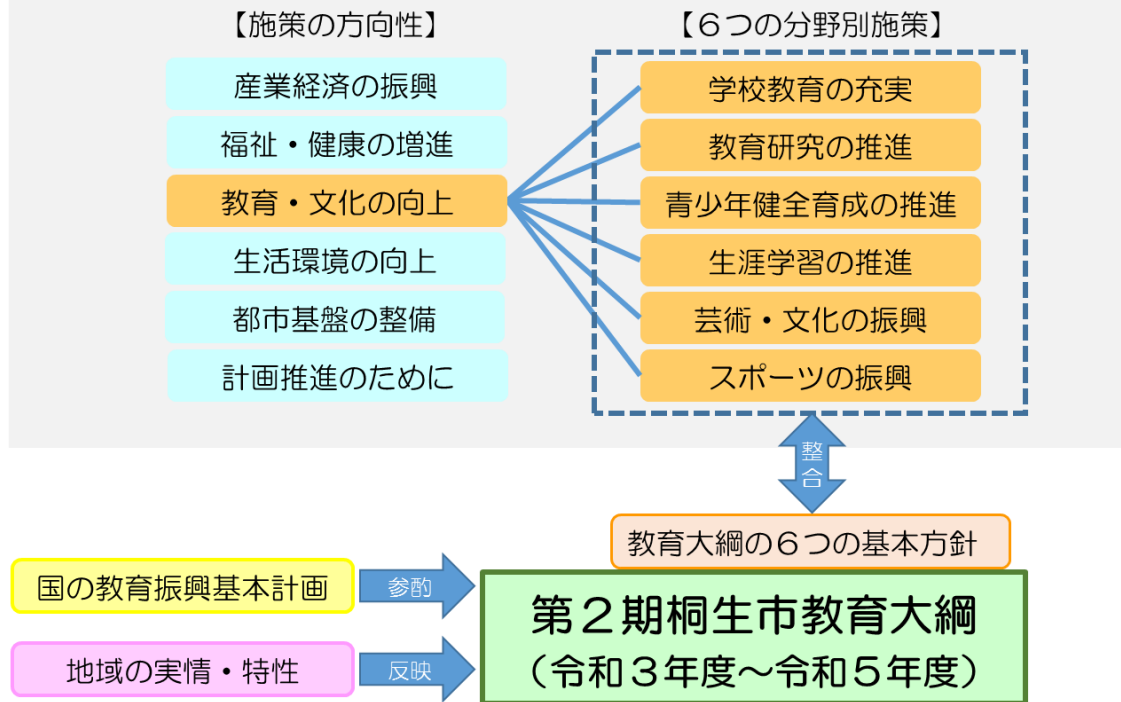 【施策の方向性】
産業経済の振興
福祉・健康の増進
教育・文化の向上
生活環境の向上
都市基盤の整備
計画推進のために
【６つの分野別施策】
学校教育の充実
教育研究の推進
青少年健全育成の推進
生涯学習の推進
芸術・文化の振興
スポーツの振興
整合
教育大綱の６つの基本方針
国の教育振興基本計画
参酌
地域の実情・特性
反映
第２期桐生市教育大綱
（令和３年度～令和５年度）